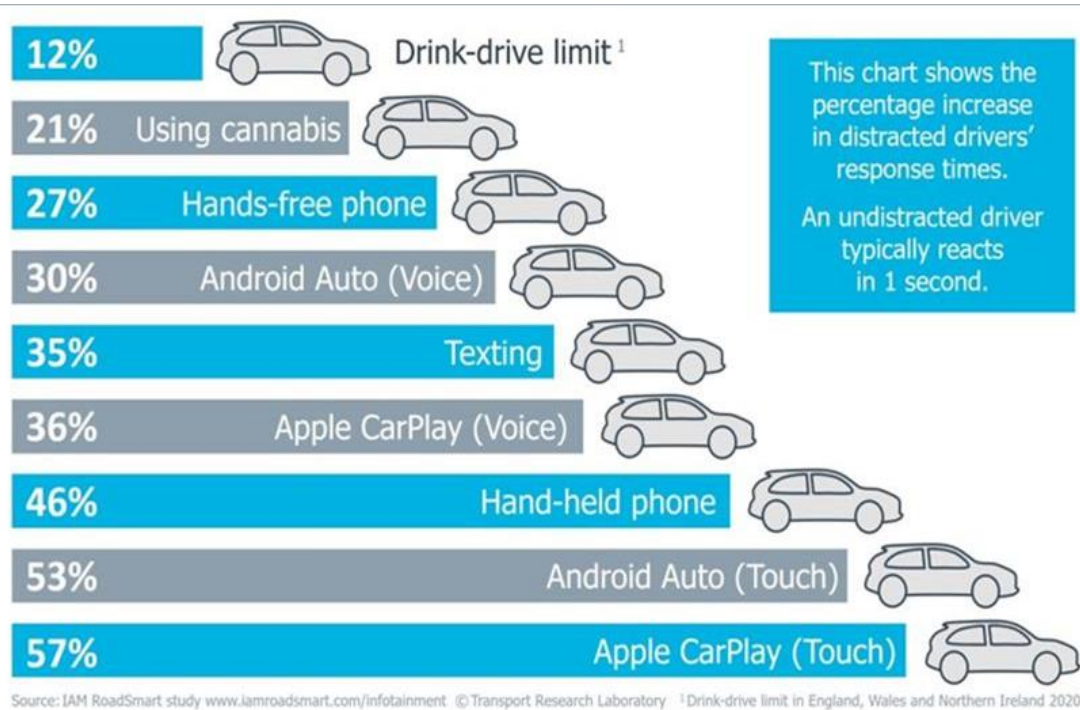 12% Drink-drive limit ¹
21% Using cannabis
27% Hands-free phone
30% Android Auto (Voice)
35% Texting
36% Apple CarPlay (Voice)
46% Hand-held phone
53% Android Auto (Touch)
57% Apple CarPlay (Touch)
This chart shows the
percentage increase
in distracted drivers'
response times.
An undistracted driver
typically reacts
in 1 second.
Source: IAM RoadSmart study www.iamroadsmart.com/infotainment © Transport Research Laboratory ¹Drink-drive limit in England, Wales and Northern Ireland 2020